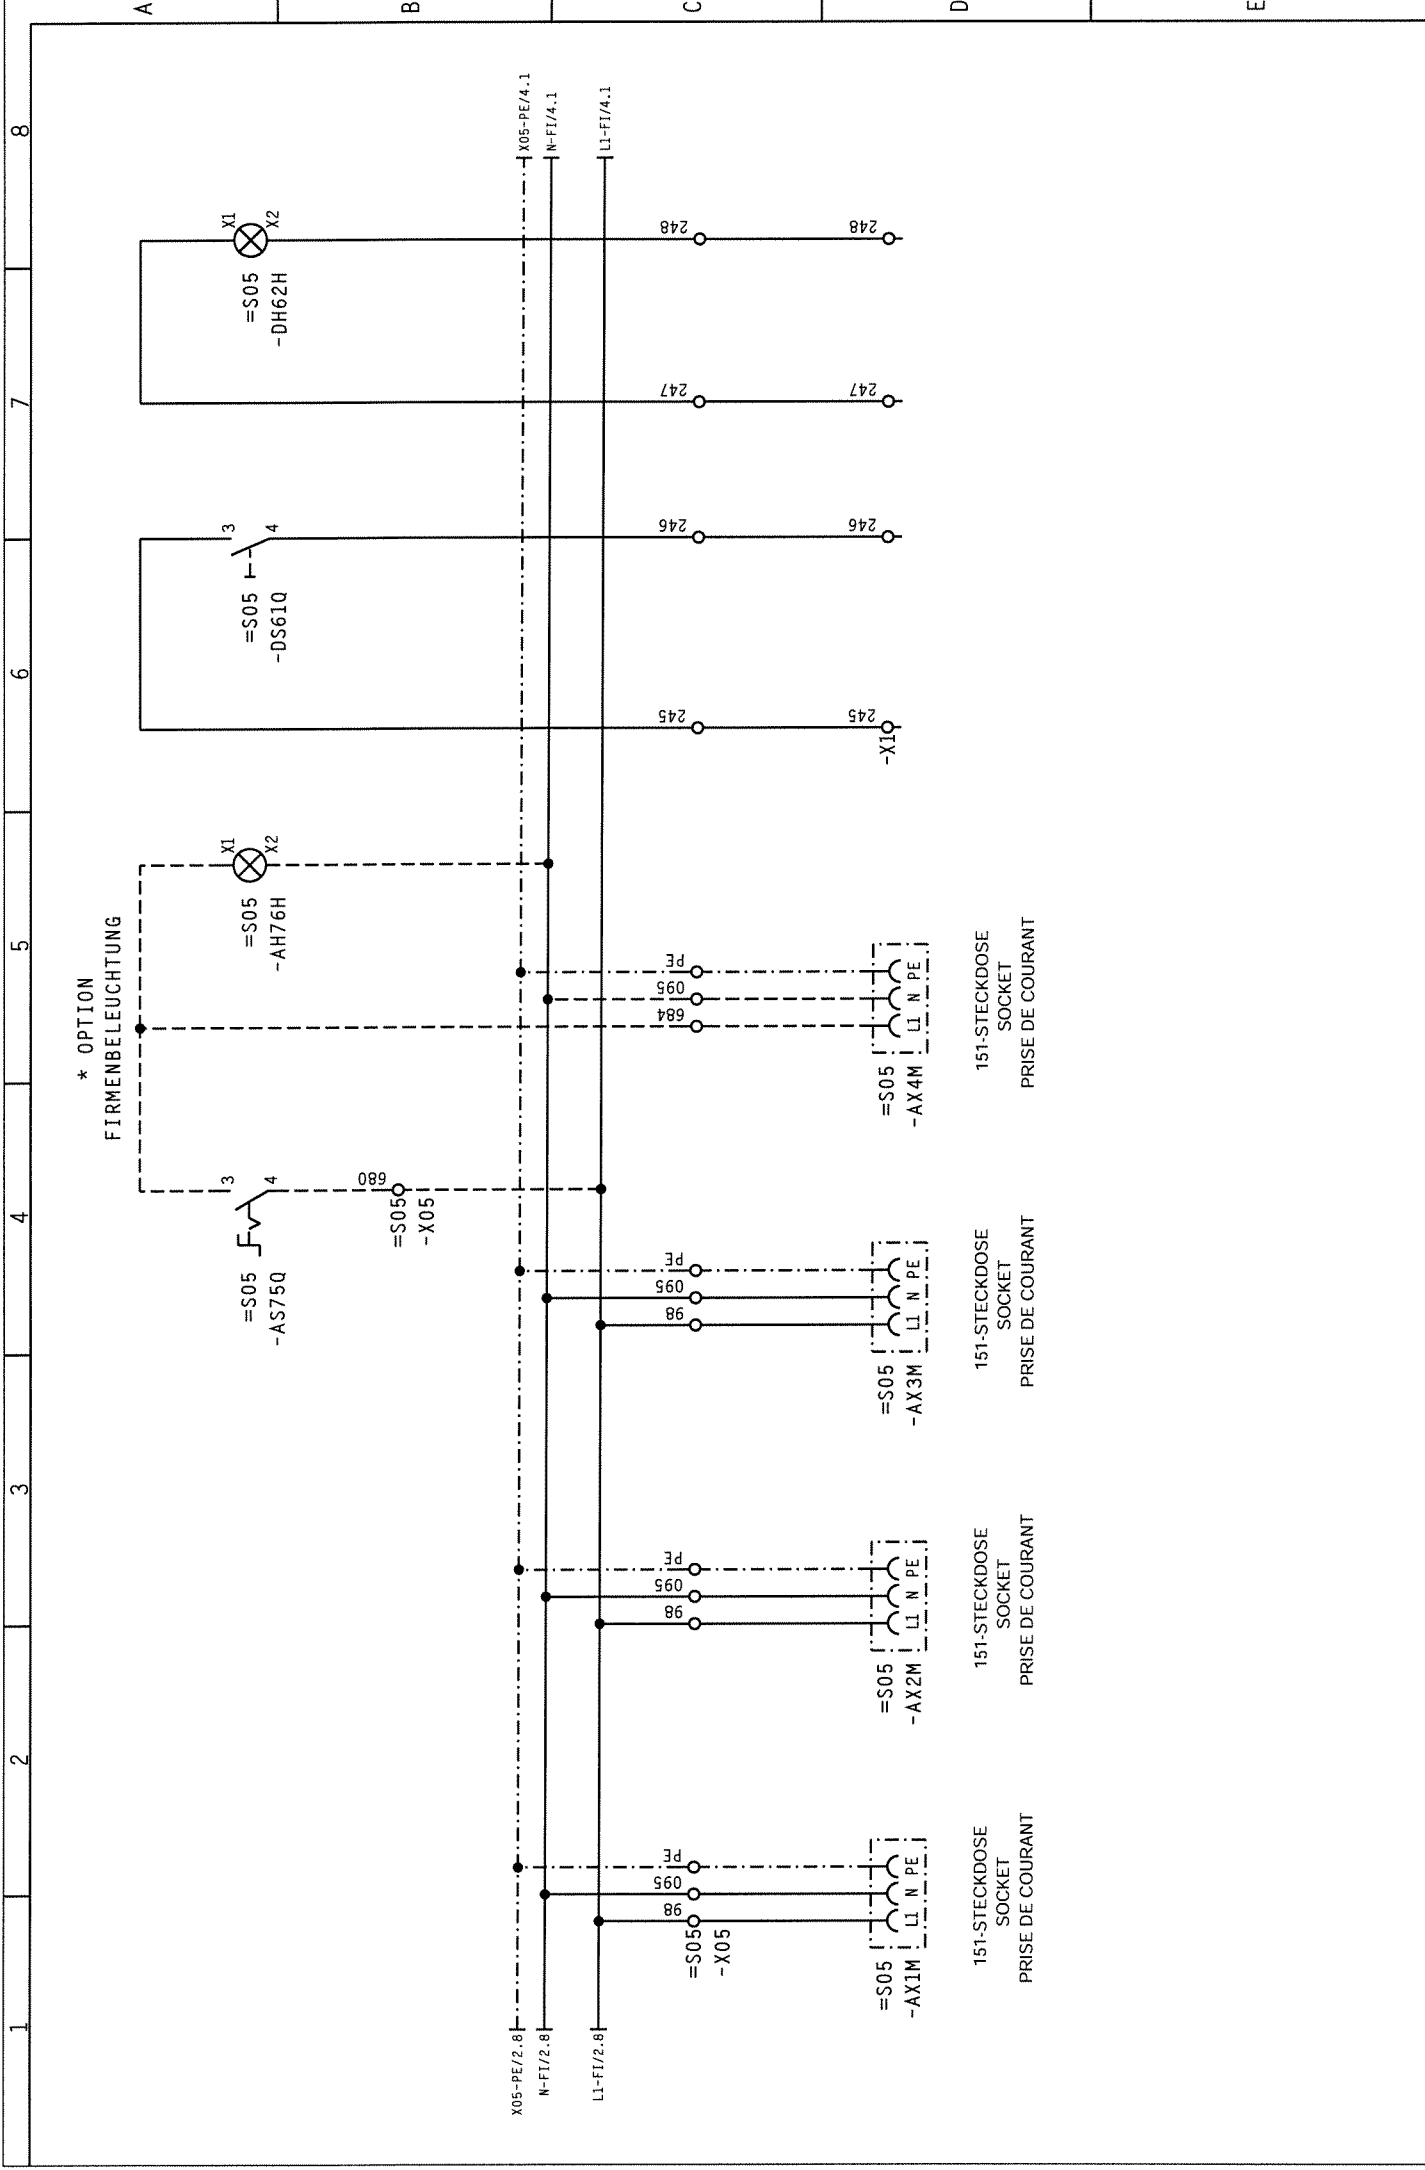 1
2
3
4
5
6
7
8
A
B
C
D
E
* OPTION
FIRMENBELEUCHTUNG
=S05
-AS75Q
3
4
680
=S05
-X05
=S05
-AH76H
X1
X2
=S05
-DS61Q
3
4
=S05
-DH62H
X1
X2
X05-PE/2.8
N-FI/2.8
L1-FI/2.8
X05-PE/4.1
N-FI/4.1
L1-FI/4.1
=S05
-X05
98
095
PE
98
095
PE
98
095
PE
684
095
PE
245
246
247
248
=S05
-AX1M
L1 N PE
=S05
-AX2M
L1 N PE
=S05
-AX3M
L1 N PE
=S05
-AX4M
L1 N PE
-X1
245
246
247
248
151-STECKDOSE
SOCKET
PRISE DE COURANT
151-STECKDOSE
SOCKET
PRISE DE COURANT
151-STECKDOSE
SOCKET
PRISE DE COURANT
151-STECKDOSE
SOCKET
PRISE DE COURANT